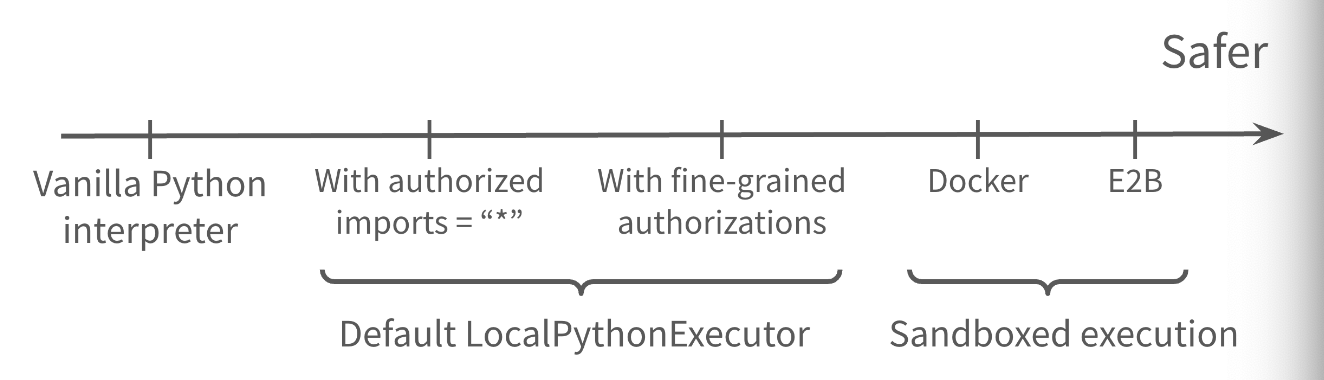 Safer
Vanilla Python
interpreter
With authorized
imports = “*”
With fine-grained
authorizations
Docker
E2B
Default LocalPythonExecutor
Sandboxed execution